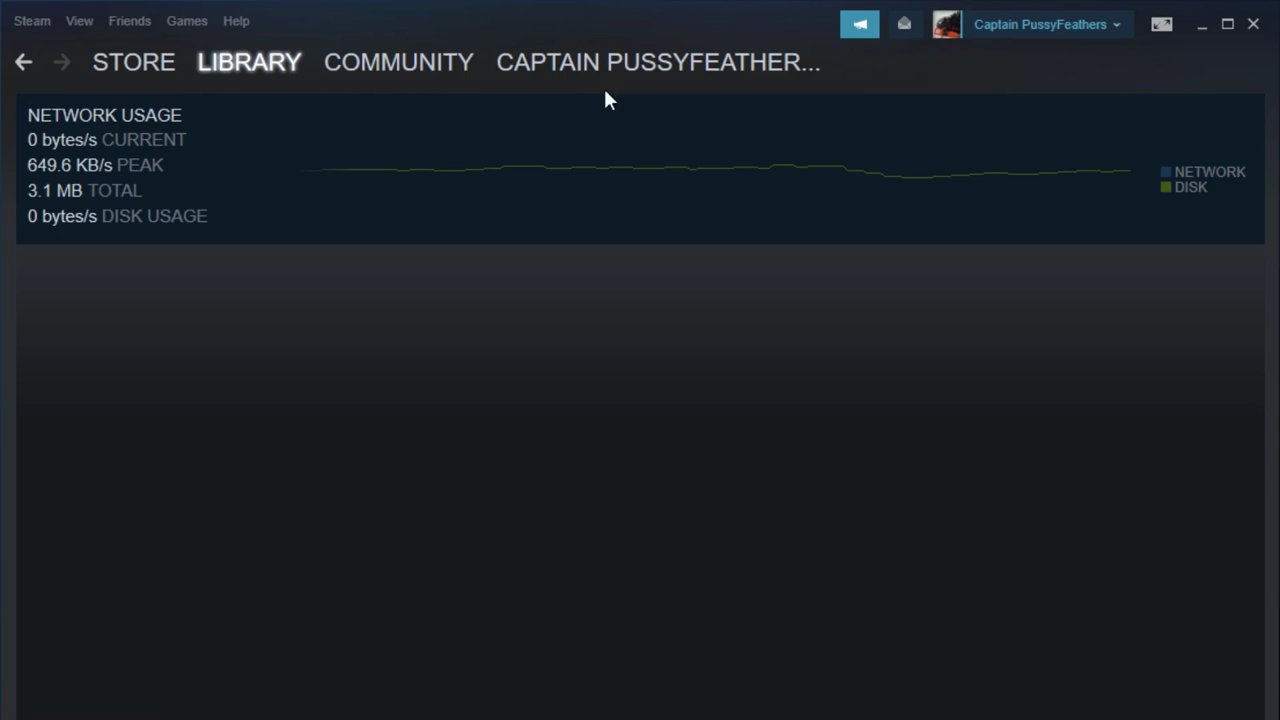 Steam View Friends Games Help
Captain PussyFeathers
STORE LIBRARY COMMUNITY CAPTAIN PUSSYFEATHER...
NETWORK USAGE
0 bytes/s CURRENT
649.6 KB/s PEAK
3.1 MB TOTAL
0 bytes/s DISK USAGE
NETWORK
DISK